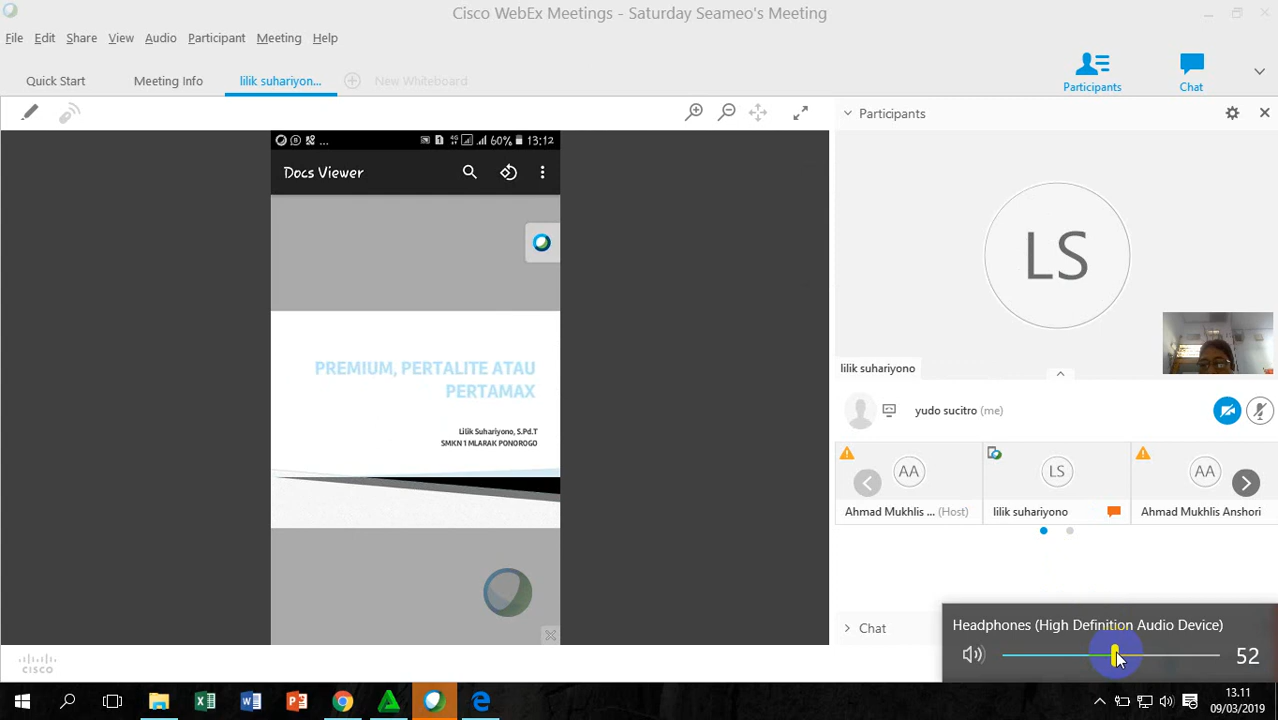 Cisco WebEx Meetings - Saturday Seameo's Meeting
File Edit Share View Audio Participant Meeting Help
Quick Start Meeting Info lilik suhariyon... New Whiteboard
Participants Chat
Participants
60% 13:12
Docs Viewer
LS
PREMIUM, PERTALITE ATAU
PERTAMAX
Lilik Suhariyono, S.Pd.T
SMKN 1 MLARAK PONOROGO
lilik suhariyono
yudo sucitro (me)
AA LS AA
Ahmad Mukhlis ... (Host) lilik suhariyono Ahmad Mukhlis Anshori
Chat
Headphones (High Definition Audio Device)
52
CISCO
13.11
09/03/2019